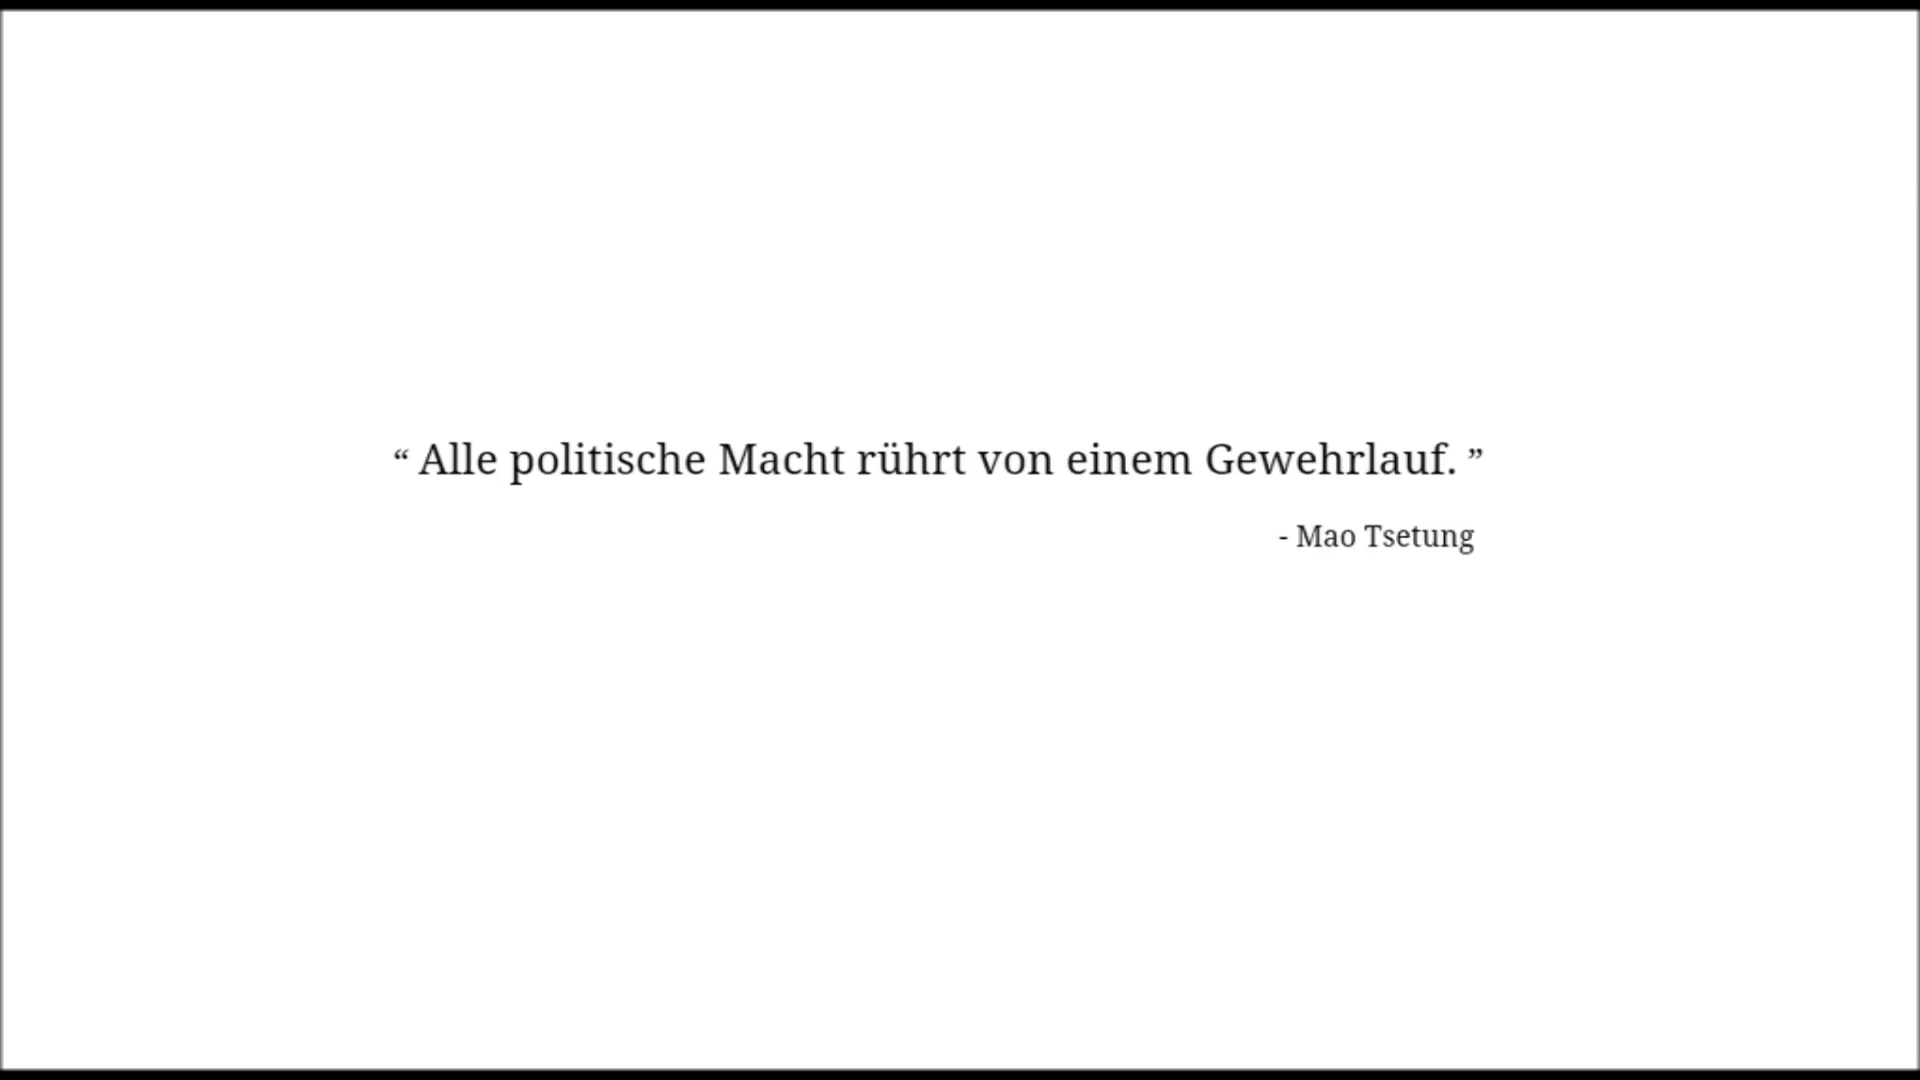 “ Alle politische Macht rührt von einem Gewehrlauf. ”
- Mao Tsetung